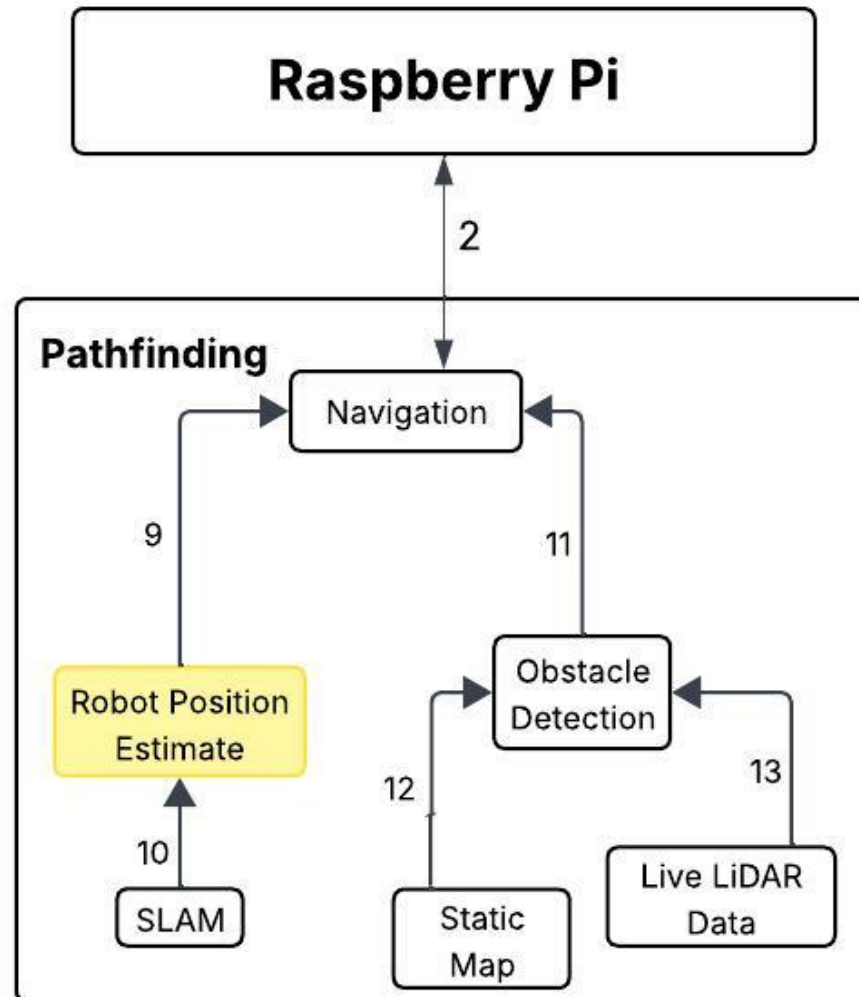 Raspberry Pi
2
Pathfinding
Navigation
9
11
Robot Position
Estimate
Obstacle
Detection
12
13
10
SLAM
Static
Map
Live LiDAR
Data